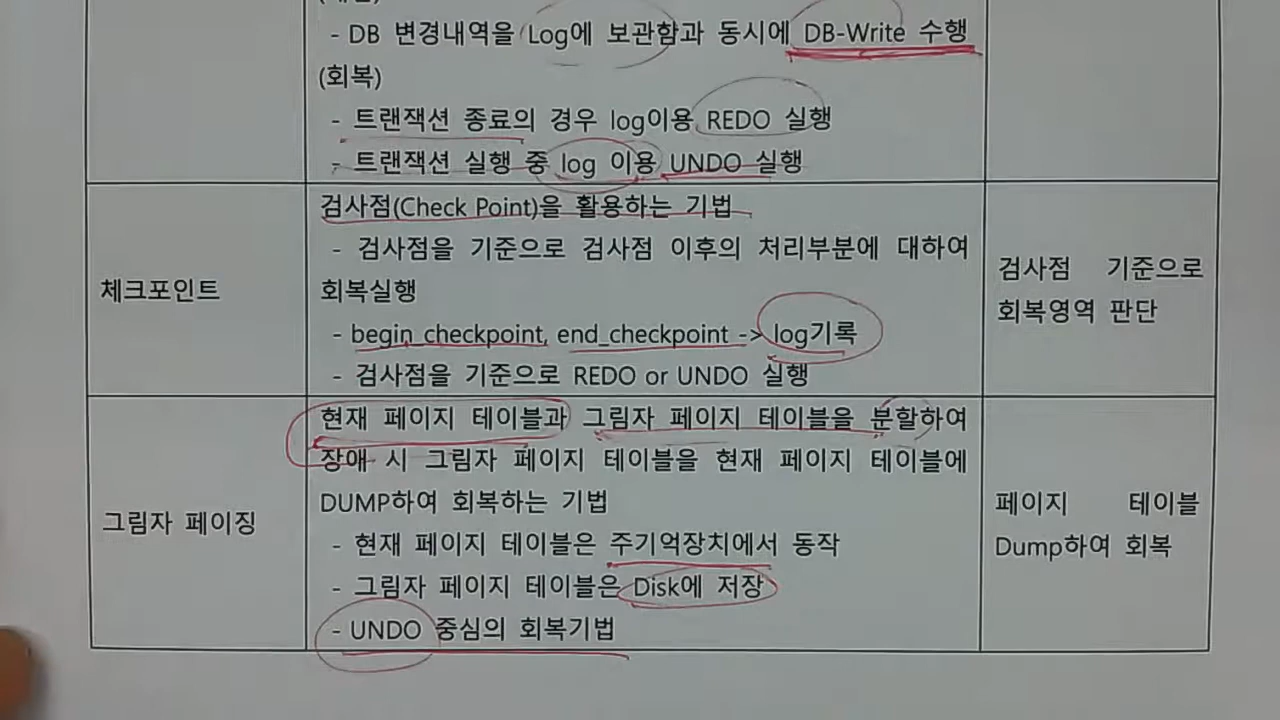 - DB 변경내역을 Log에 보관함과 동시에 DB-Write 수행
(회복)
- 트랜잭션 종료의 경우 log이용 REDO 실행
- 트랜잭션 실행 중 log 이용 UNDO 실행
체크포인트
검사점(Check Point)을 활용하는 기법
- 검사점을 기준으로 검사점 이후의 처리부분에 대하여
회복실행
- begin_checkpoint, end_checkpoint -> log기록
- 검사점을 기준으로 REDO or UNDO 실행
검사점 기준으로
회복영역 판단
그림자 페이징
현재 페이지 테이블과 그림자 페이지 테이블을 분할하여
장애 시 그림자 페이지 테이블을 현재 페이지 테이블에
DUMP하여 회복하는 기법
- 현재 페이지 테이블은 주기억장치에서 동작
- 그림자 페이지 테이블은 Disk에 저장
- UNDO 중심의 회복기법
페이지 테이블
Dump하여 회복